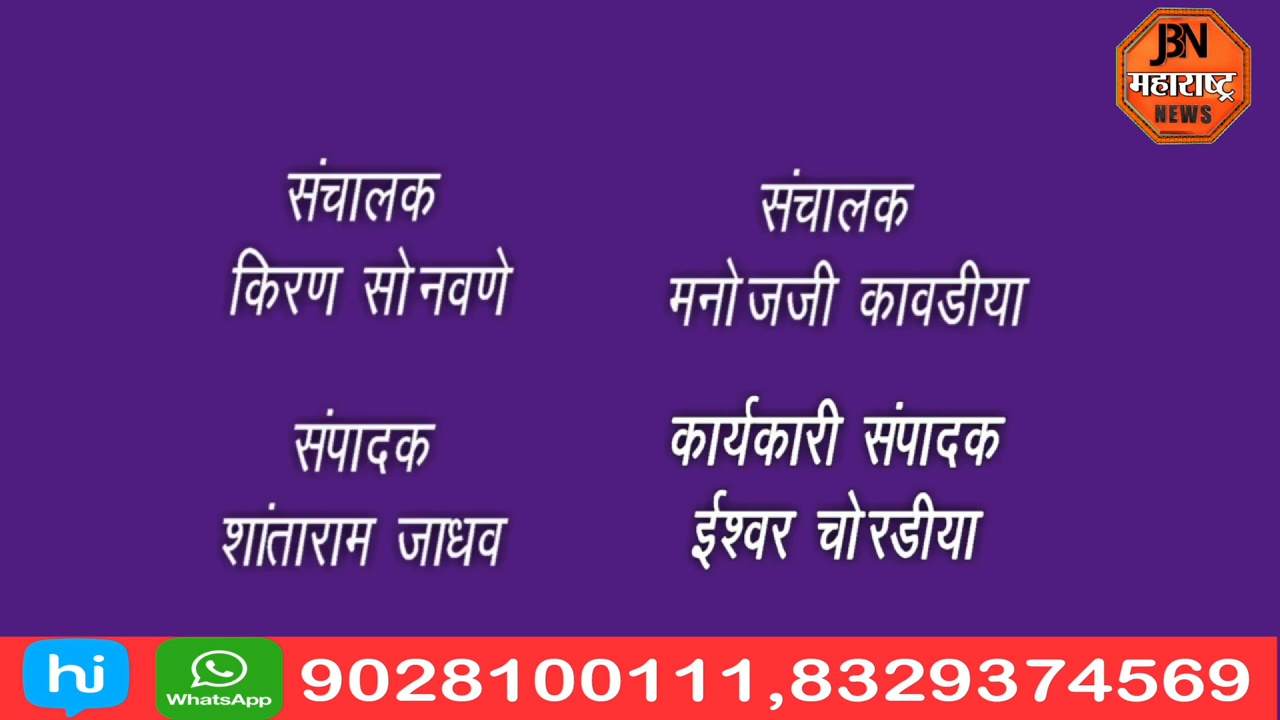 JBN
महाराष्ट्र
NEWS
संचालक
किरण सोनवणे
संचालक
मनोजजी कावडीया
संपादक
शांताराम जाधव
कार्यकारी संपादक
ईश्वर चोरडीया
hi
WhatsApp
9028100111,8329374569